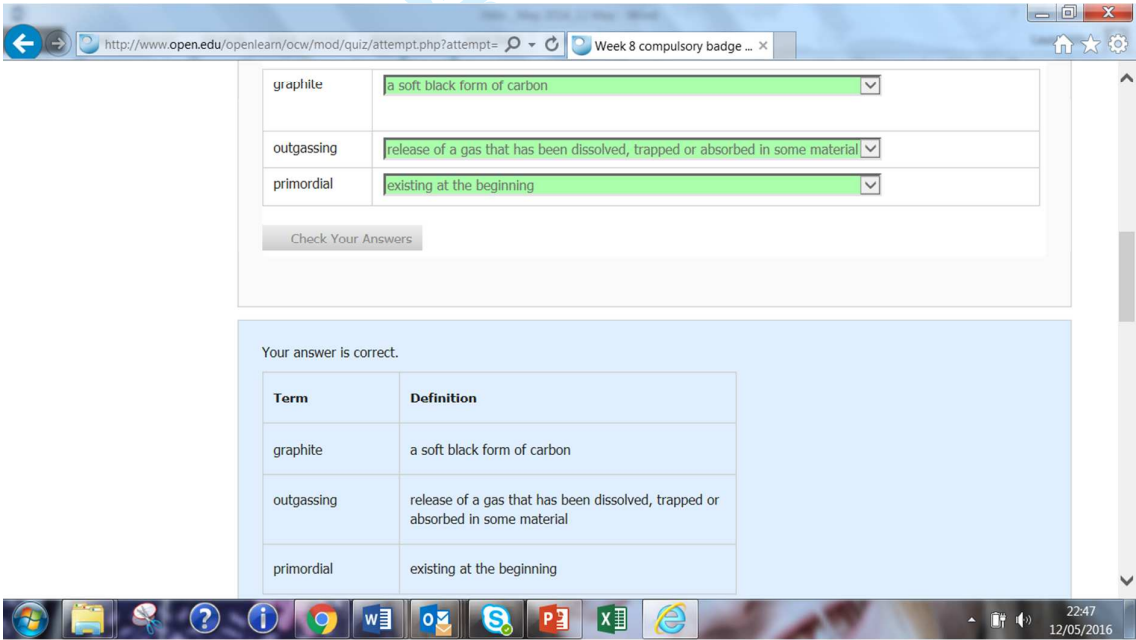 http://www.open.edu/openlearn/ocw/mod/quiz/attempt.php?attempt=
Week 8 compulsory badge ...
graphite
a soft black form of carbon
outgassing
release of a gas that has been dissolved, trapped or absorbed in some material
primordial
existing at the beginning
Check Your Answers
Your answer is correct.
Term
Definition
graphite
a soft black form of carbon
outgassing
release of a gas that has been dissolved, trapped or
absorbed in some material
primordial
existing at the beginning
22:47
12/05/2016